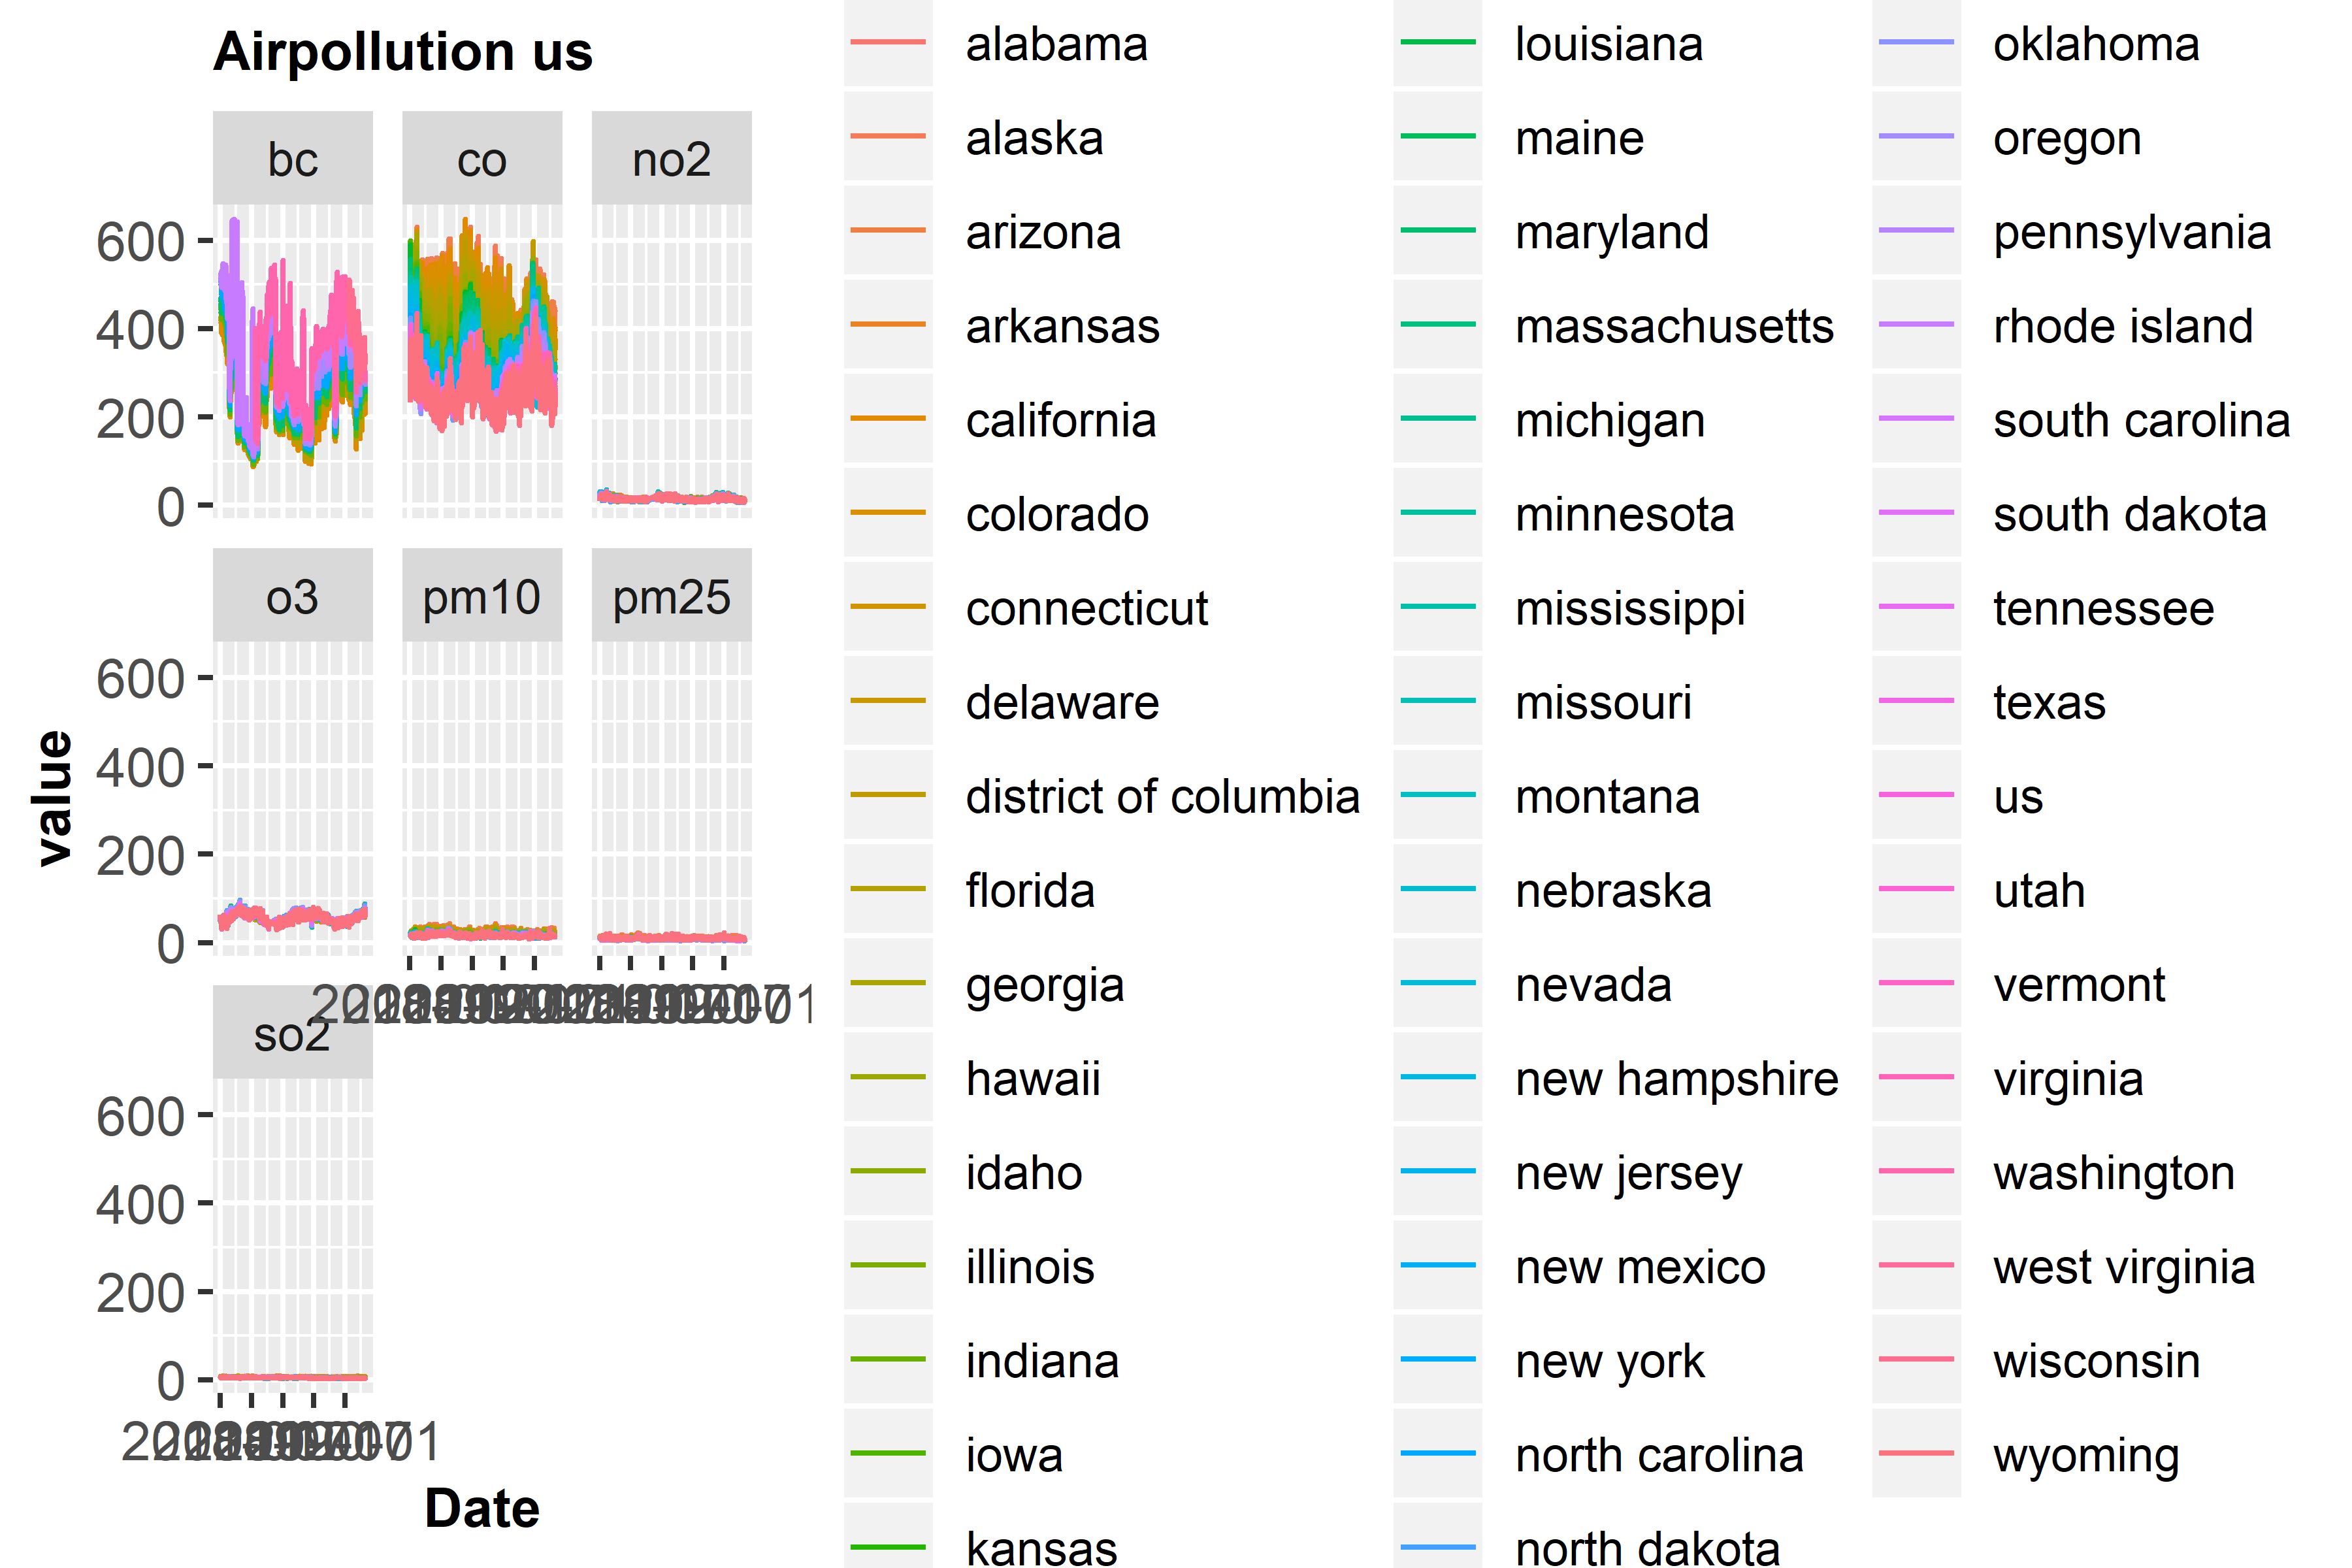 Airpollution us
bc
co
no2
600
400
200
0
o3
pm10
pm25
600
400
200
0
so2
600
400
200
0
value
Date
alabama
alaska
arizona
arkansas
california
colorado
connecticut
delaware
district of columbia
florida
georgia
hawaii
idaho
illinois
indiana
iowa
kansas
louisiana
maine
maryland
massachusetts
michigan
minnesota
mississippi
missouri
montana
nebraska
nevada
new hampshire
new jersey
new mexico
new york
north carolina
north dakota
oklahoma
oregon
pennsylvania
rhode island
south carolina
south dakota
tennessee
texas
us
utah
vermont
virginia
washington
west virginia
wisconsin
wyoming